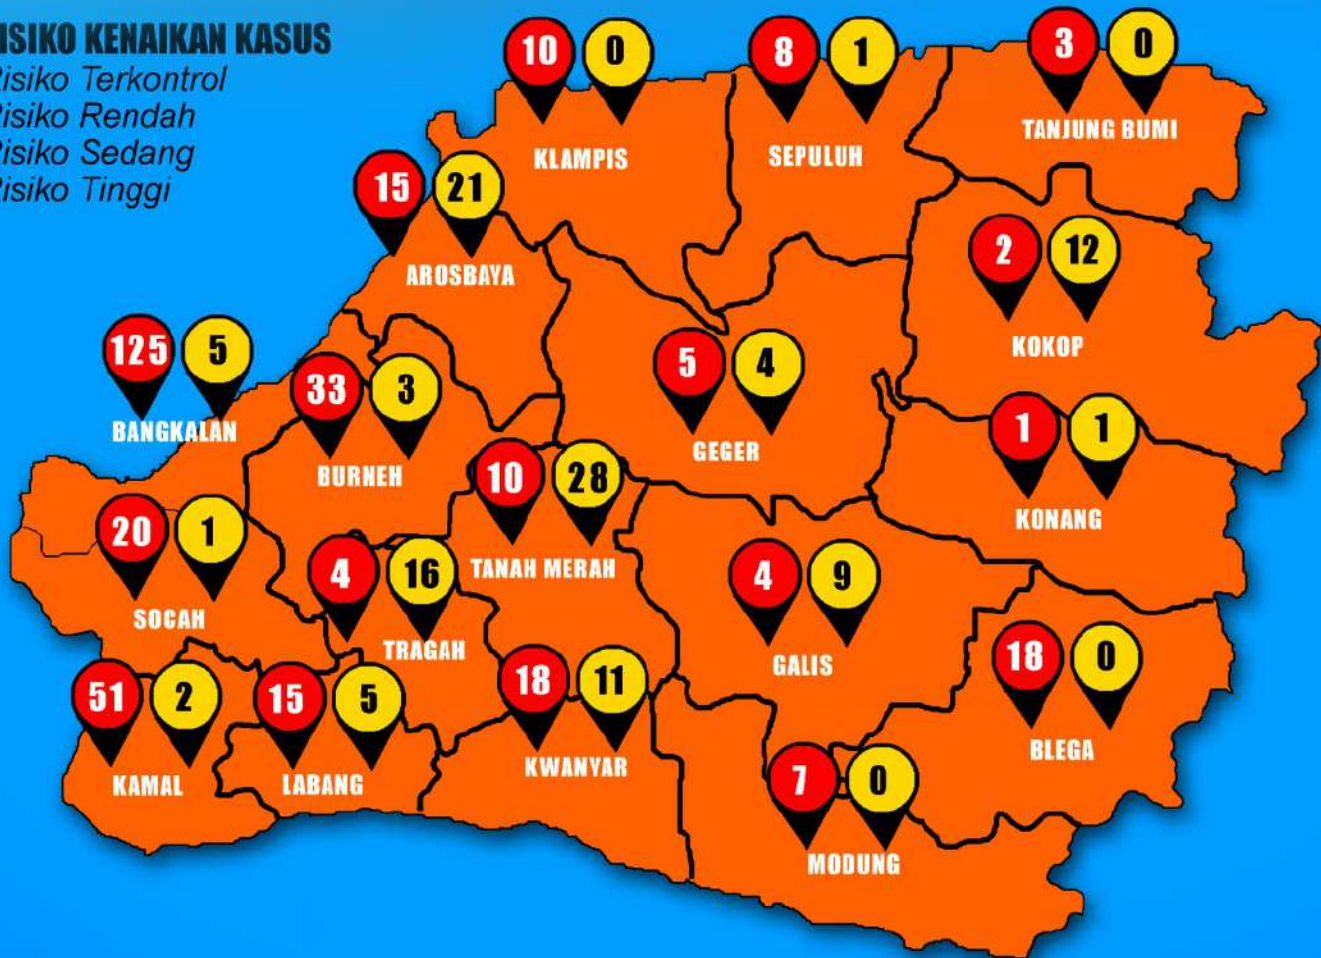 ISIKO KENAIKAN KASUS
isiko Terkontrol
isiko Rendah
isiko Sedang
isiko Tinggi
10 0
KLAMPIS
8 1
SEPULUH
3 0
TANJUNG BUMI
15 21
AROSBAYA
2 12
KOKOP
125 5
BANGKALAN
33 3
BURNEH
5 4
GEGER
1 1
KONANG
10 28
TANAH MERAH
20 1
SOCAH
4 16
TRAGAH
4 9
GALIS
18 0
BLEGA
51 2
KAMAL
15 5
LABANG
18 11
KWANYAR
7 0
MODUNG